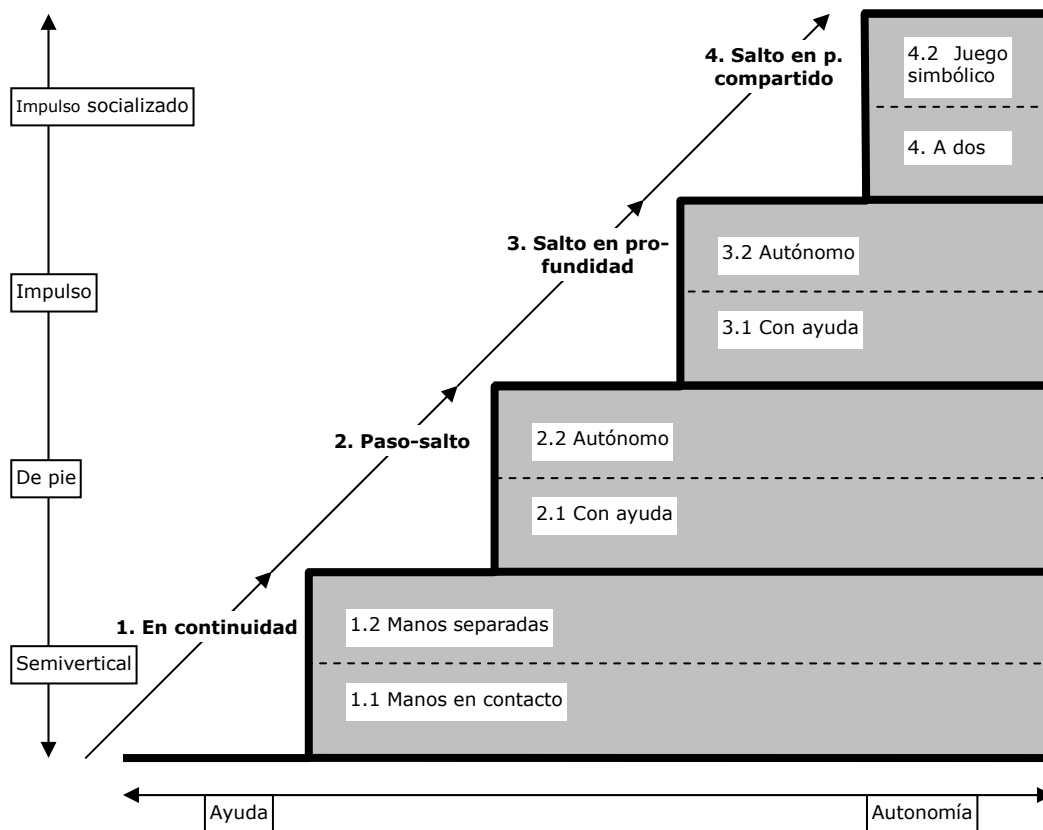 4. Salto en p.
compartido
4.2 Juego
simbólico
Impulso socializado
4. A dos
3. Salto en pro-
fundidad
3.2 Autónomo
Impulso
3.1 Con ayuda
2. Paso-salto
2.2 Autónomo
De pie
2.1 Con ayuda
1. En continuidad
1.2 Manos separadas
Semivertical
1.1 Manos en contacto
Ayuda
Autonomía